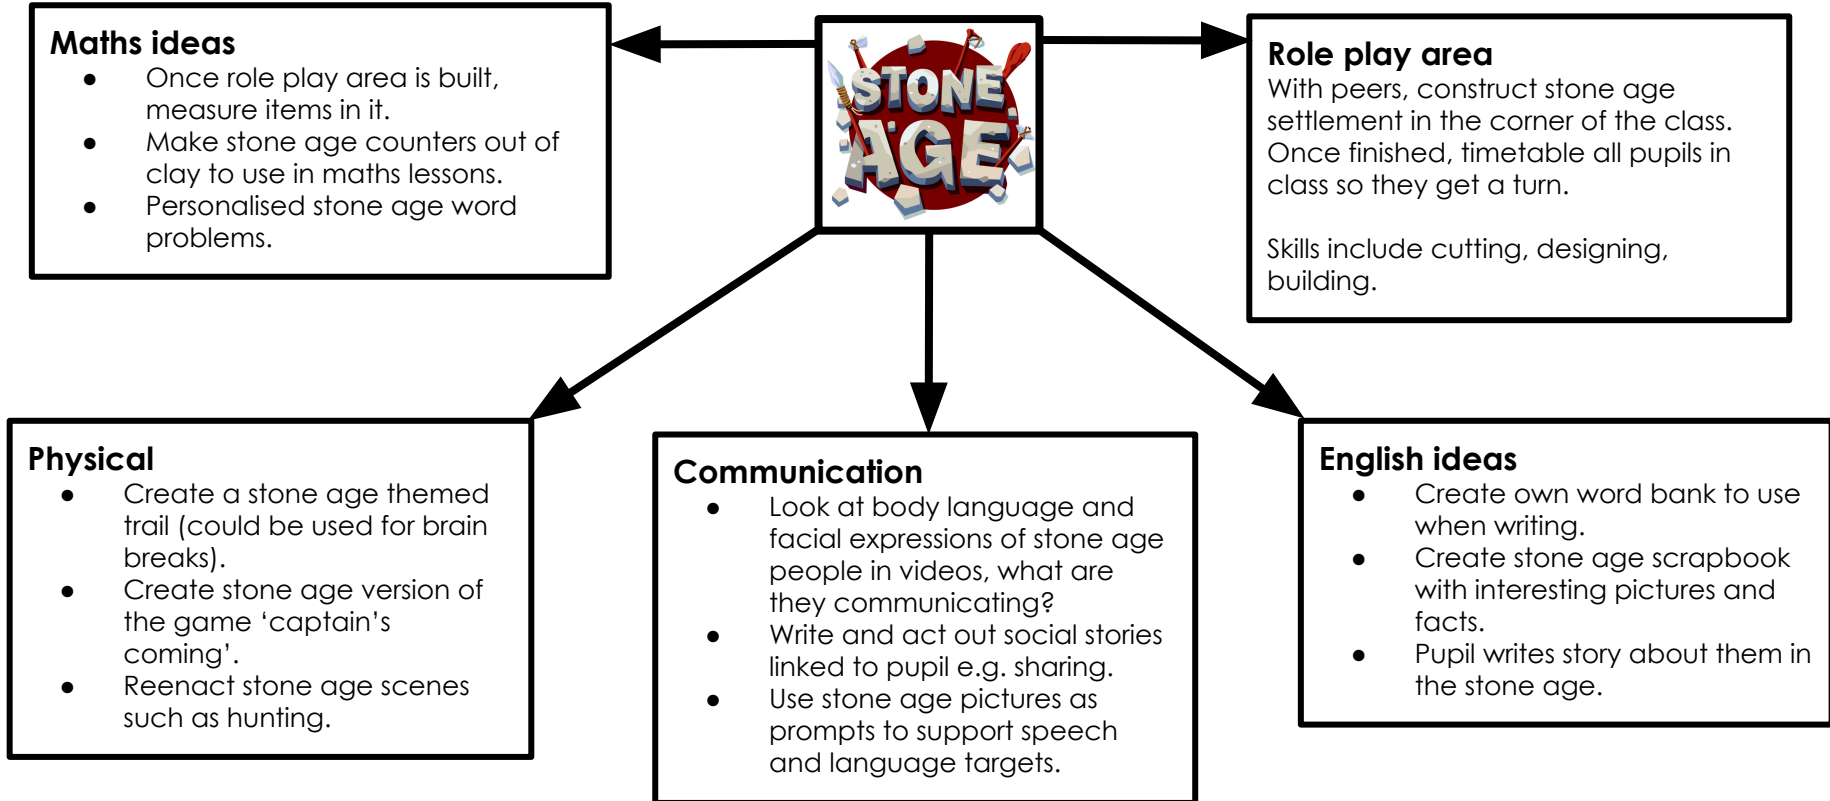 Maths ideas
● Once role play area is built,
measure items in it.
● Make stone age counters out of
clay to use in maths lessons.
● Personalised stone age word
problems.
STONE
AGE
Role play area
With peers, construct stone age
settlement in the corner of the class.
Once finished, timetable all pupils in
class so they get a turn.
Skills include cutting, designing,
building.
Physical
● Create a stone age themed
trail (could be used for brain
breaks).
● Create stone age version of
the game ‘captain’s
coming’.
● Reenact stone age scenes
such as hunting.
Communication
● Look at body language and
facial expressions of stone age
people in videos, what are
they communicating?
● Write and act out social stories
linked to pupil e.g. sharing.
● Use stone age pictures as
prompts to support speech
and language targets.
English ideas
● Create own word bank to use
when writing.
● Create stone age scrapbook
with interesting pictures and
facts.
● Pupil writes story about them in
the stone age.